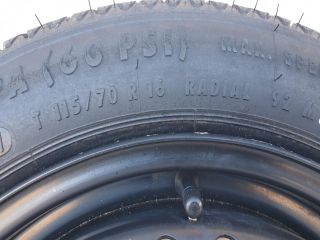 (60 PSI)
T 115/70 R 16 RADIAL 92 M